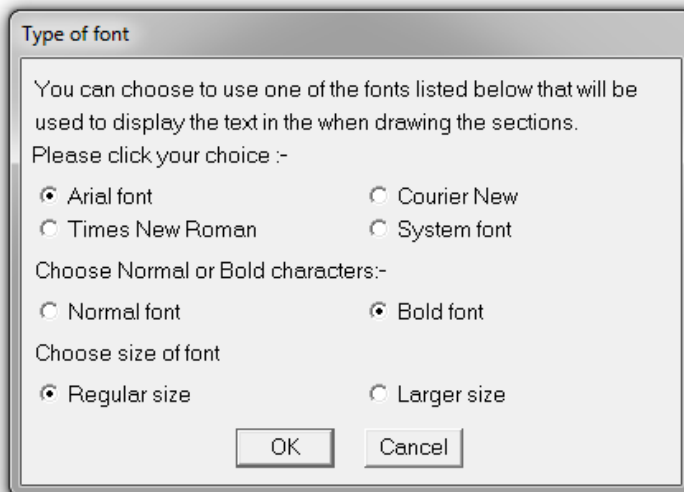 Type of font
You can choose to use one of the fonts listed below that will be
used to display the text in the when drawing the sections.
Please click your choice :-
Arial font Courier New
Times New Roman System font
Choose Normal or Bold characters:-
Normal font Bold font
Choose size of font
Regular size Larger size
OK Cancel